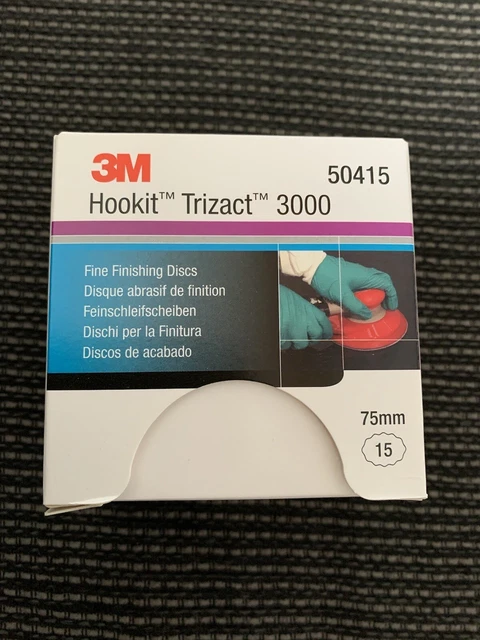 3M
50415
Hookit™ Trizact™ 3000
Fine Finishing Discs
Disque abrasif de finition
Feinschleifscheiben
Dischi per la Finitura
Discos de acabado
75mm
15